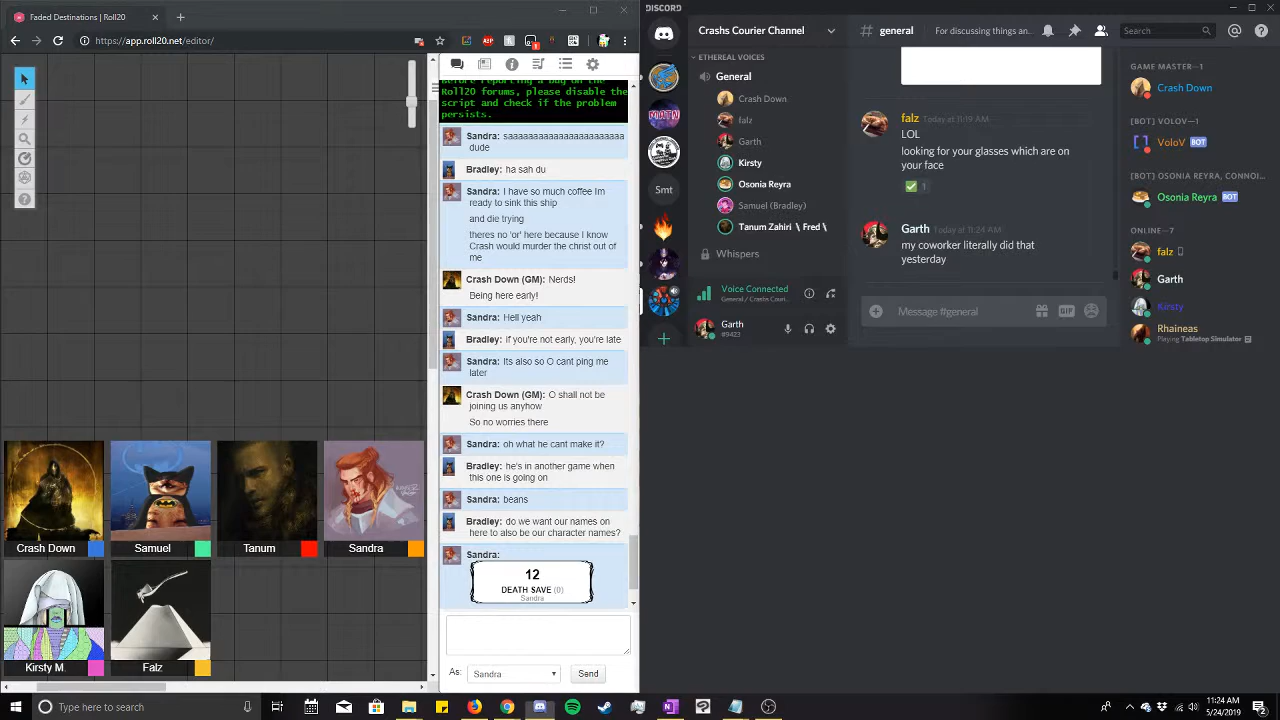 Faded Destinations | Roll20
https://app.roll20.net/editor/
Before reporting a bug on the
Roll20 forums, please disable the
script and check if the problem
persists.
Sandra: saaaaaaaaaaaaaaaaaaaaaaa
dude
Bradley: ha sah du
Sandra: I have so much coffee Im
ready to sink this ship
and die trying
theres no 'or' here because I know
Crash would murder the christ out of
me
Crash Down (GM): Nerds!
Being here early!
Sandra: Hell yeah
Bradley: if you're not early, you're late
Sandra: Its also so O cant ping me
later
Crash Down (GM): O shall not be
joining us anyhow
So no worries there
Sandra: oh what he cant make it?
Bradley: he's in another game when
this one is going on
Sandra: beans
Bradley: do we want our names on
here to also be our character names?
Sandra:
12
DEATH SAVE (0)
Sandra
As:
Sandra
Send
Crash Down
Samuel
Tanum
Sandra
Kirsty M.
Falz
DISCORD
Crashs Courier Channel
ETHEREAL VOICES
General
Crash Down
falz
Garth
Kirsty
Osonia Reyra
Samuel (Bradley)
Tanum Zahiri \ Fred \
Whispers
Smt
Voice Connected
General / Crashs Couri...
Garth
#9423
# general
For discussing things an...
Search
falz Today at 11:19 AM
LOL
looking for your glasses which are on
your face
1
Garth Today at 11:24 AM
my coworker literally did that
yesterday
Message #general
GIF
GAME MASTER—1
Crash Down
[BOT] VOLOV—1
VoloV BOT
[BOT] OSONIA REYRA, CONNOI...
Osonia Reyra BOT
ONLINE—7
falz
Garth
Kirsty
Phaineas
Playing Tabletop Simulator
Type here to search
11:24 AM
5/24/2019